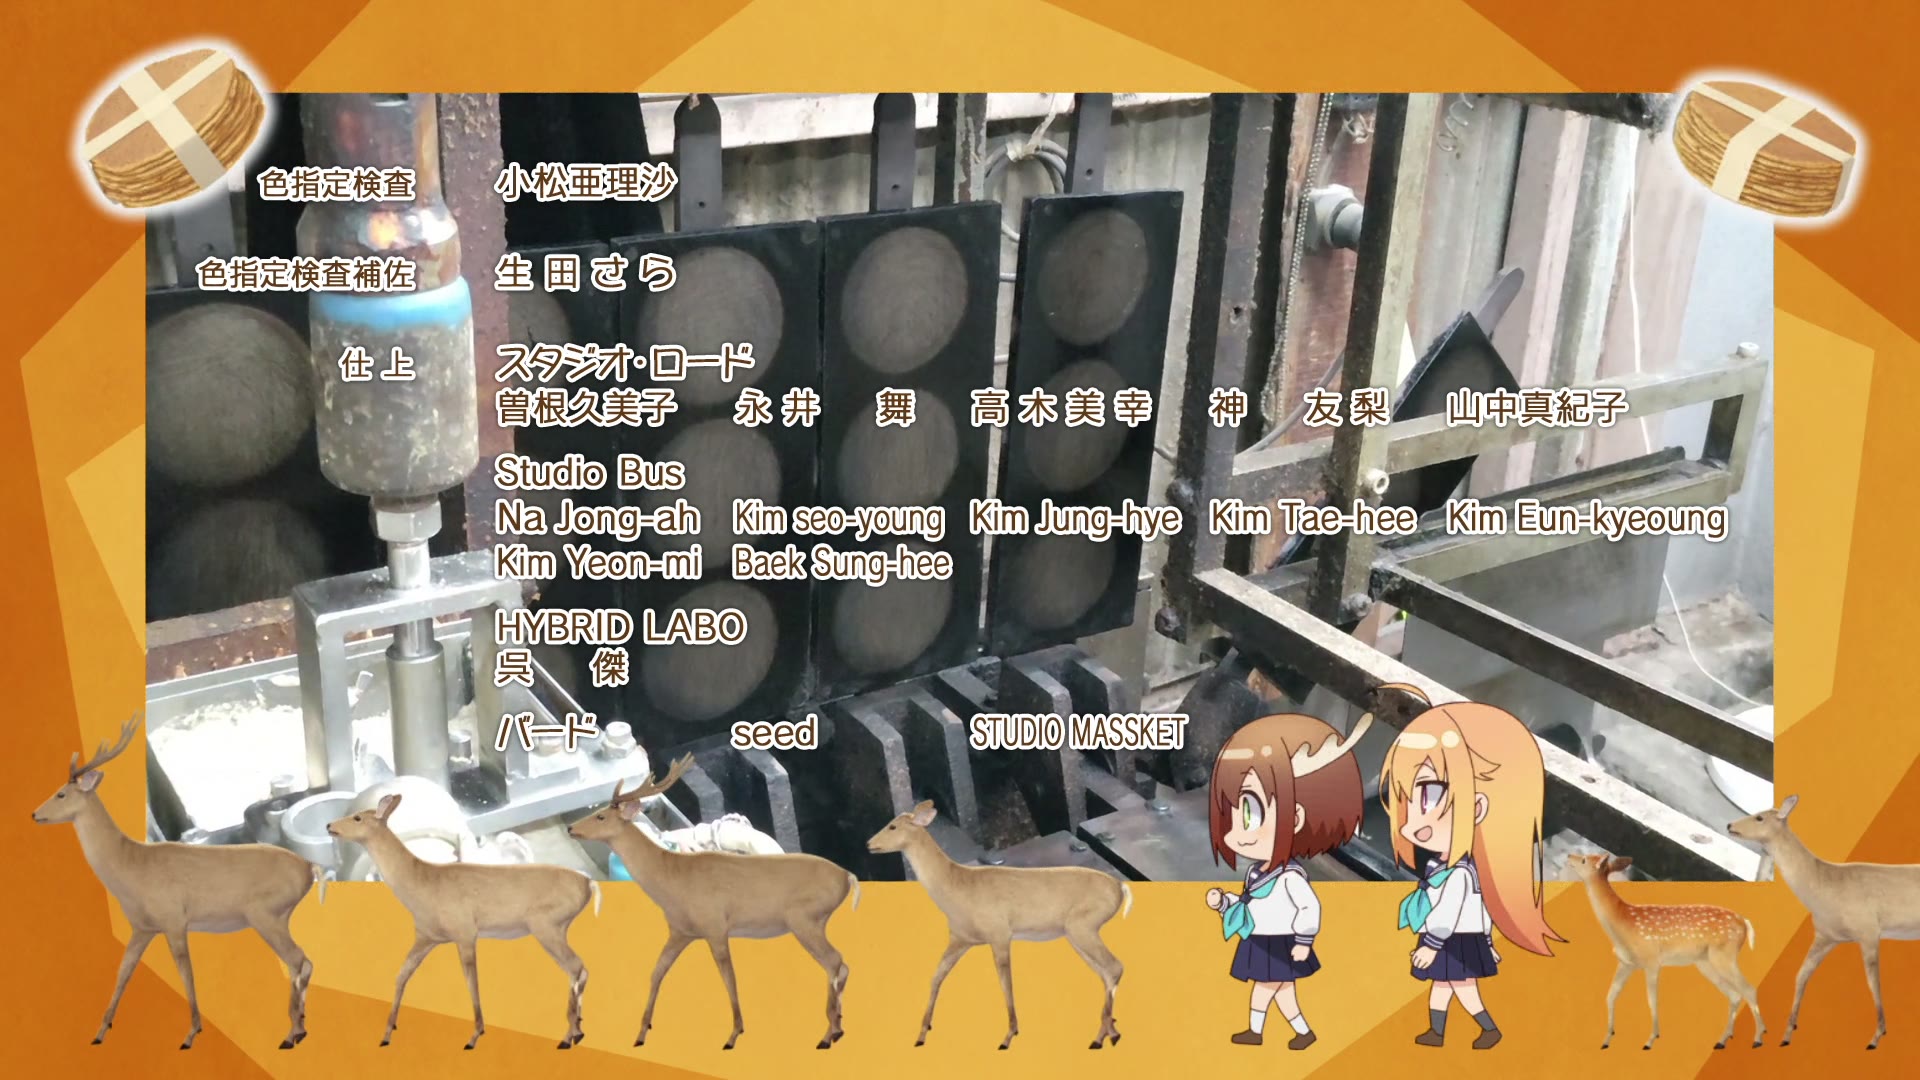 色指定検査 小松亜理沙
色指定検査補佐 生田さら
仕上 スタジオ・ロード
曽根久美子 永井 舞 高木美幸 神 友梨 山中真紀子
Studio Bus
Na Jong-ah Kim seo-young Kim Jung-hye Kim Tae-hee Kim Eun-kyeoung
Kim Yeon-mi Baek Sung-hee
HYBRID LABO
呉 傑
バード seed STUDIO MASSKET